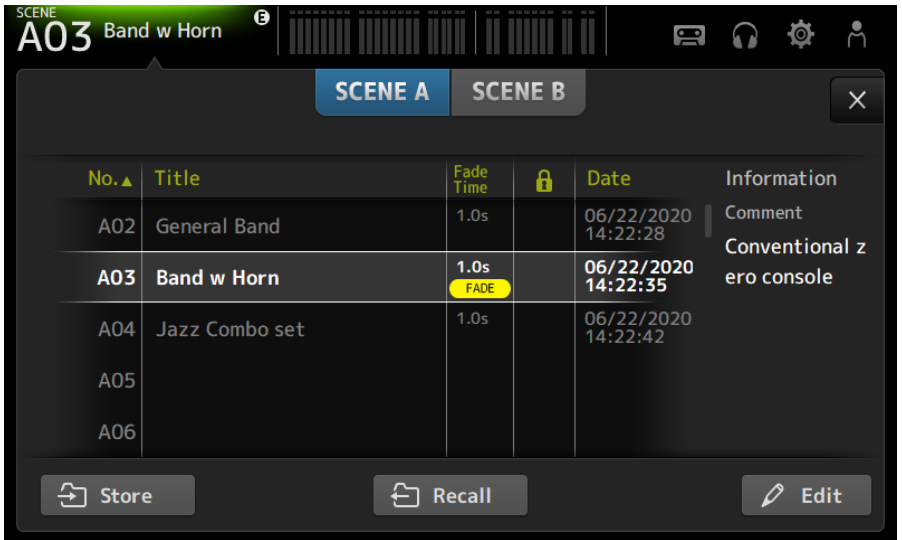 SCENE
A03 Band w Horn E
SCENE A SCENE B
No.▲ Title Fade Time Date Information
A02 General Band 1.0s 06/22/2020 14:22:28 Comment
Conventional z
ero console
A03 Band w Horn 1.0s FADE 06/22/2020 14:22:35
A04 Jazz Combo set 1.0s 06/22/2020 14:22:42
A05
A06
Store Recall Edit